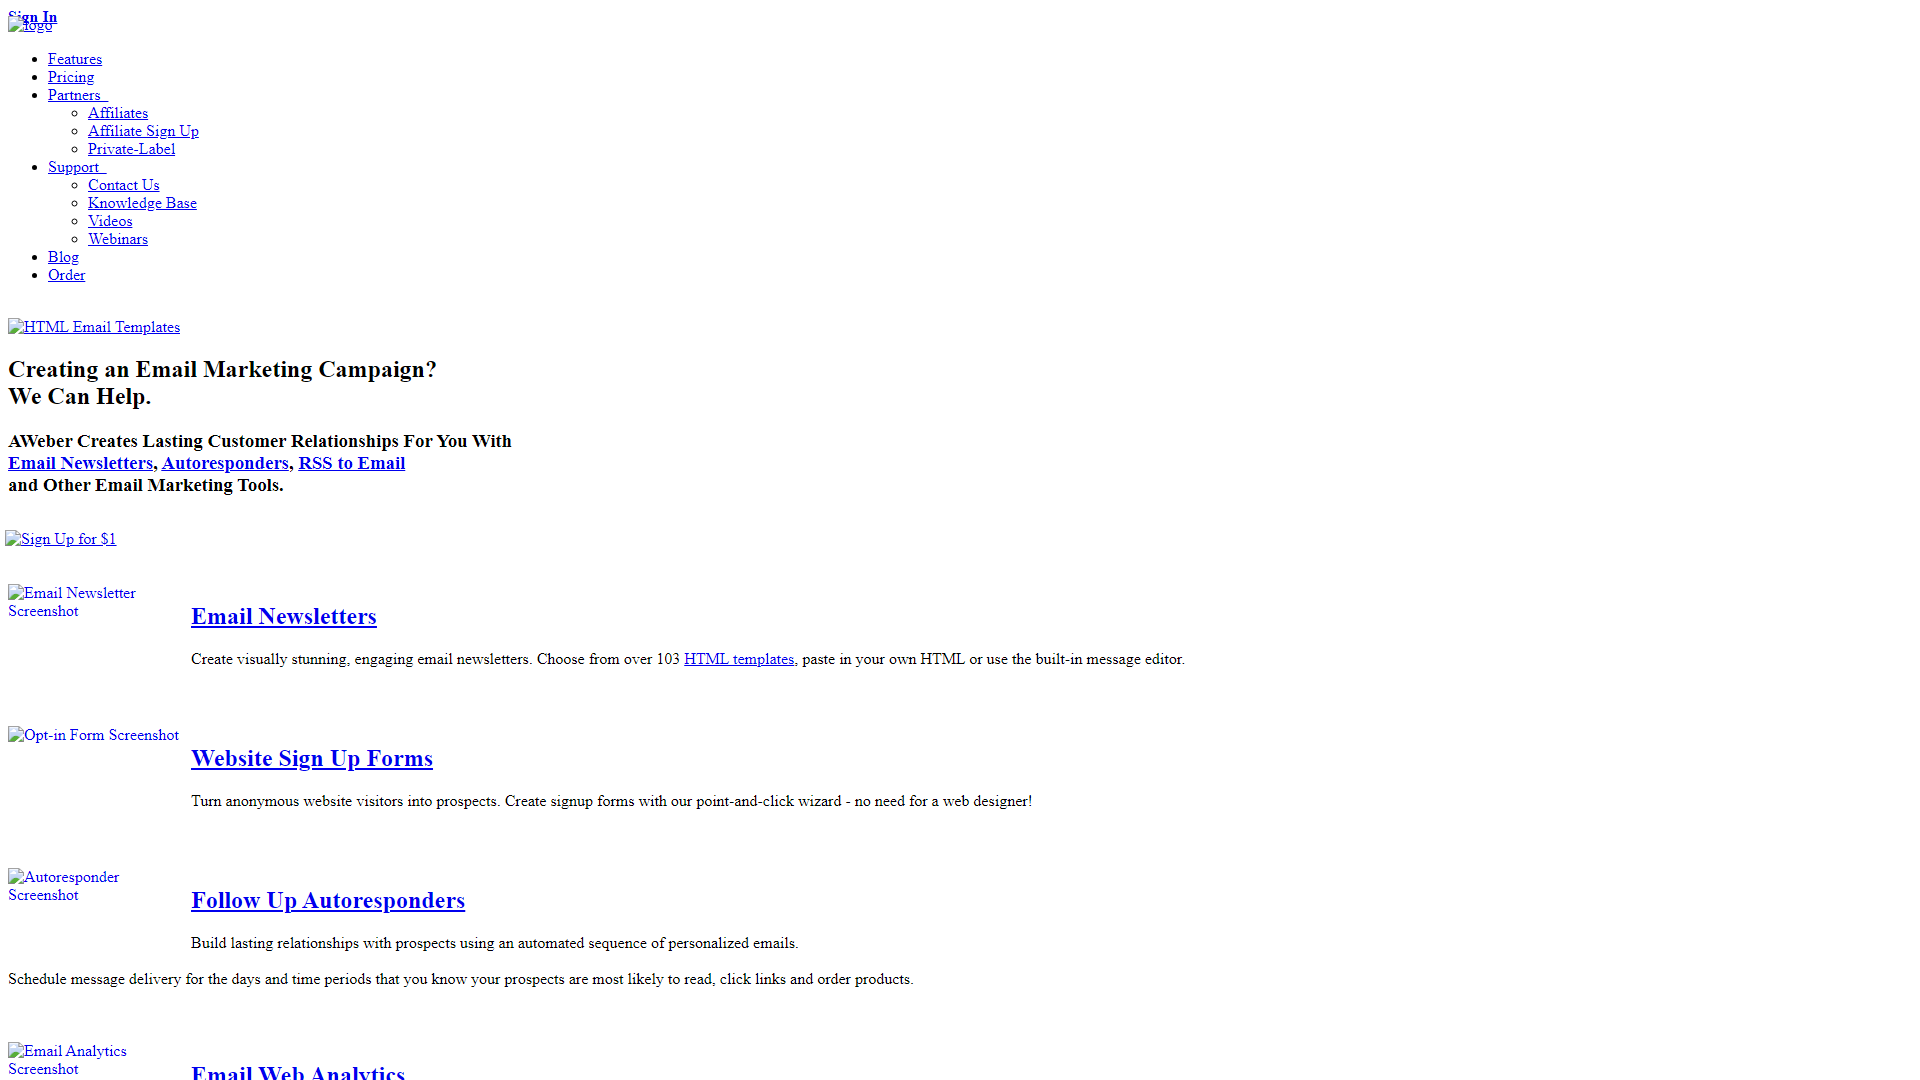 Sign In
logo
Features
Pricing
Partners
Affiliates
Affiliate Sign Up
Private-Label
Support
Contact Us
Knowledge Base
Videos
Webinars
Blog
Order
HTML Email Templates
Creating an Email Marketing Campaign?
We Can Help.
AWeber Creates Lasting Customer Relationships For You With
Email Newsletters, Autoresponders, RSS to Email
and Other Email Marketing Tools.
Sign Up for $1
Email Newsletter
Screenshot
Email Newsletters
Create visually stunning, engaging email newsletters. Choose from over 103 HTML templates, paste in your own HTML or use the built-in message editor.
Opt-in Form Screenshot
Website Sign Up Forms
Turn anonymous website visitors into prospects. Create signup forms with our point-and-click wizard - no need for a web designer!
Autoresponder
Screenshot
Follow Up Autoresponders
Build lasting relationships with prospects using an automated sequence of personalized emails.
Schedule message delivery for the days and time periods that you know your prospects are most likely to read, click links and order products.
Email Analytics
Screenshot
Email Web Analytics